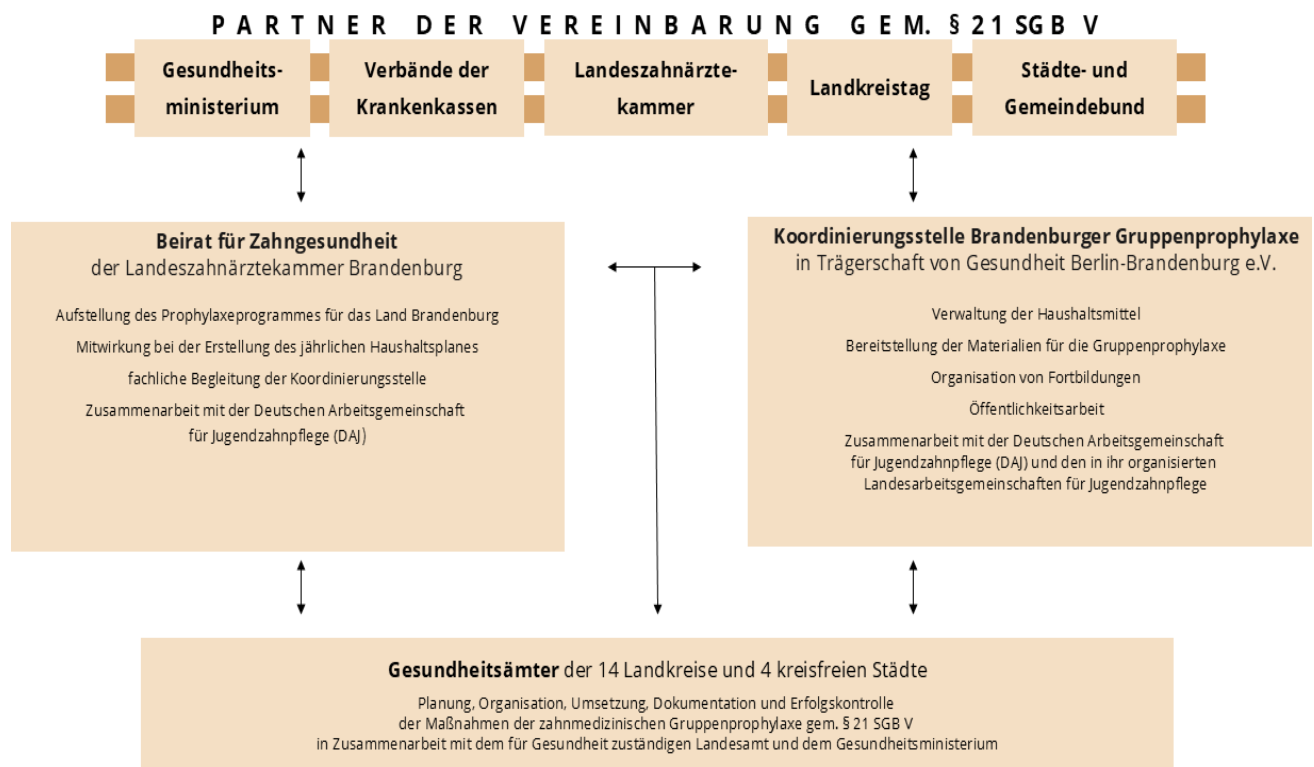 PARTNER DER VEREINBARUNG GEM. § 21 SGB V
Gesundheits-
ministerium
Verbände der
Krankenkassen
Landeszahnärzte-
kammer
Landkreistag
Städte- und
Gemeindebund
Beirat für Zahngesundheit
der Landeszahnärztekammer Brandenburg
Aufstellung des Prophylaxeprogrammes für das Land Brandenburg
Mitwirkung bei der Erstellung des jährlichen Haushaltsplanes
fachliche Begleitung der Koordinierungsstelle
Zusammenarbeit mit der Deutschen Arbeitsgemeinschaft
für Jugendzahnpflege (DAJ)
Koordinierungsstelle Brandenburger Gruppenprophylaxe
in Trägerschaft von Gesundheit Berlin-Brandenburg e.V.
Verwaltung der Haushaltsmittel
Bereitstellung der Materialien für die Gruppenprophylaxe
Organisation von Fortbildungen
Öffentlichkeitsarbeit
Zusammenarbeit mit der Deutschen Arbeitsgemeinschaft
für Jugendzahnpflege (DAJ) und den in ihr organisierten
Landesarbeitsgemeinschaften für Jugendzahnpflege
Gesundheitsämter der 14 Landkreise und 4 kreisfreien Städte
Planung, Organisation, Umsetzung, Dokumentation und Erfolgskontrolle
der Maßnahmen der zahnmedizinischen Gruppenprophylaxe gem. § 21 SGB V
in Zusammenarbeit mit dem für Gesundheit zuständigen Landesamt und dem Gesundheitsministerium